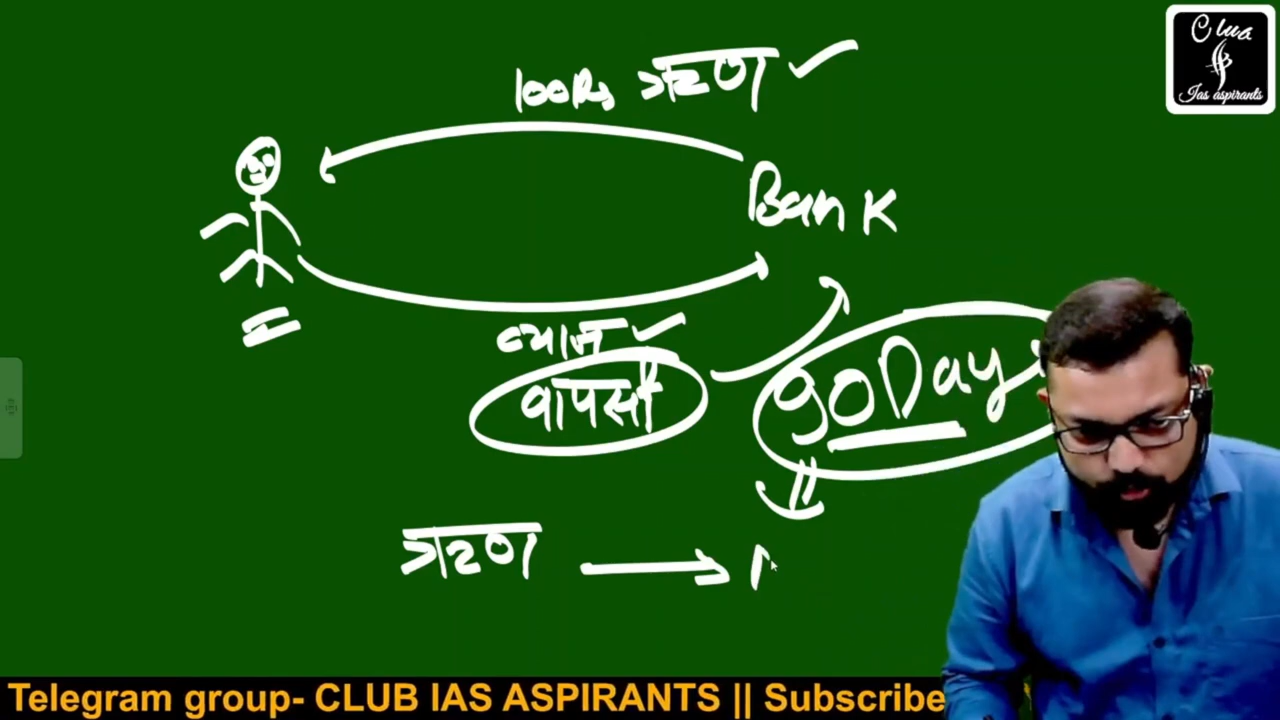 Club
Ias aspirants
100Rs ऋण
Bank
ब्याज
वापसी
90Day
ऋण
Telegram group- CLUB IAS ASPIRANTS || Subscribe